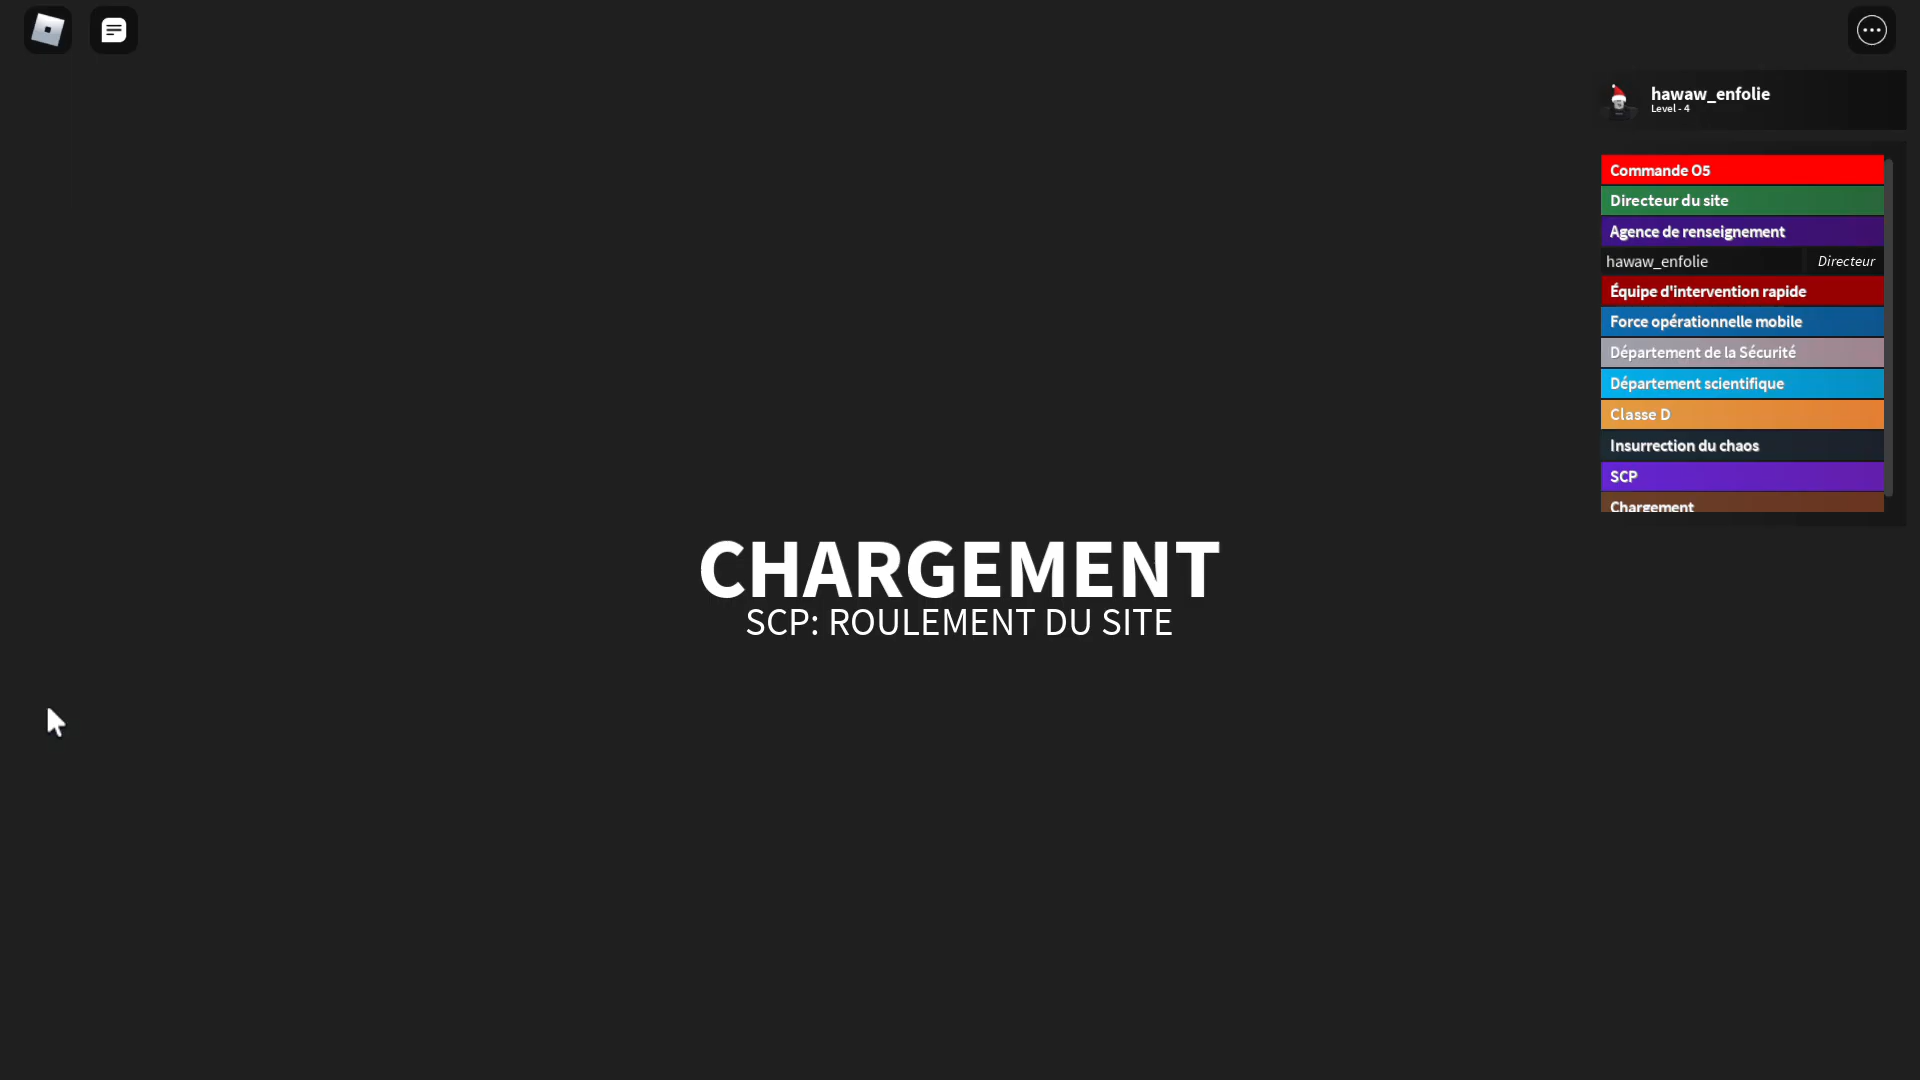 hawaw_enfolie
Level - 4
Commande O5
Directeur du site
Agence de renseignement
hawaw_enfolie Directeur
Équipe d'intervention rapide
Force opérationnelle mobile
Département de la Sécurité
Département scientifique
Classe D
Insurrection du chaos
SCP
Chargement
CHARGEMENT
SCP: ROULEMENT DU SITE